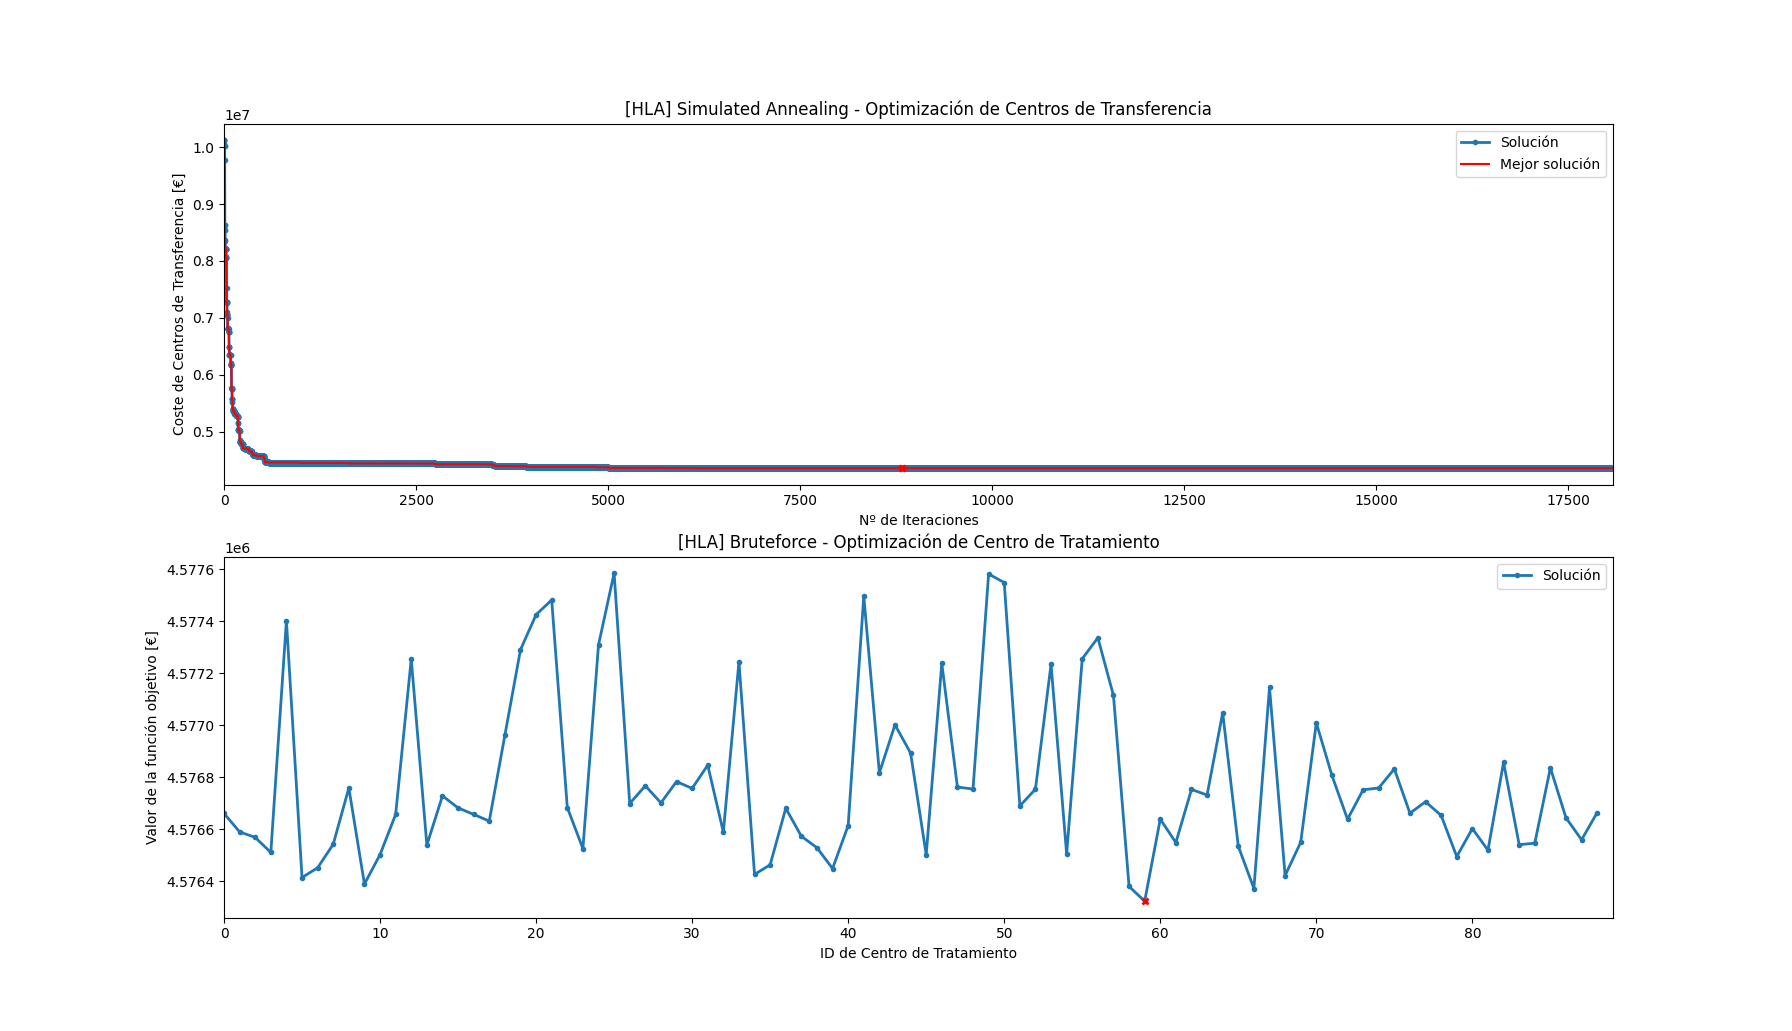 [HLA] Simulated Annealing - Optimización de Centros de Transferencia
1e7
Solución
Mejor solución
1.0
0.9
0.8
0.7
0.6
0.5
Coste de Centros de Transferencia [€]
0 2500 5000 7500 10000 12500 15000 17500
Nº de Iteraciones
[HLA] Bruteforce - Optimización de Centro de Tratamiento
1e6
Solución
4.5776
4.5774
4.5772
4.5770
4.5768
4.5766
4.5764
Valor de la función objetivo [€]
0 10 20 30 40 50 60 70 80
ID de Centro de Tratamiento